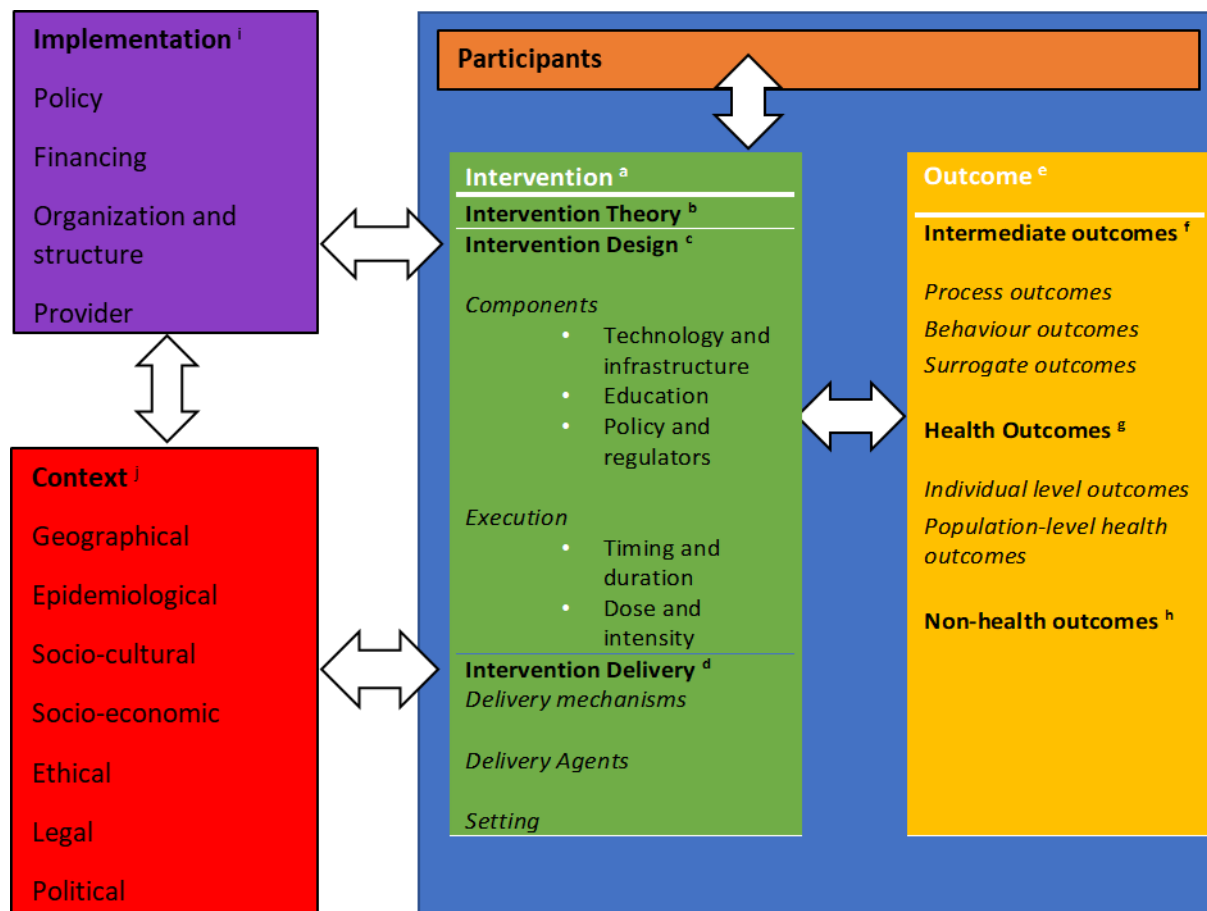 Implementation i
Policy
Financing
Organization and
structure
Provider
Context j
Geographical
Epidemiological
Socio-cultural
Socio-economic
Ethical
Legal
Political
Participants
Intervention a
Intervention Theory b
Intervention Design c
Components
• Technology and
infrastructure
• Education
• Policy and
regulators
Execution
• Timing and
duration
• Dose and
intensity
Intervention Delivery d
Delivery mechanisms
Delivery Agents
Setting
Outcome e
Intermediate outcomes f
Process outcomes
Behaviour outcomes
Surrogate outcomes
Health Outcomes g
Individual level outcomes
Population-level health
outcomes
Non-health outcomes h